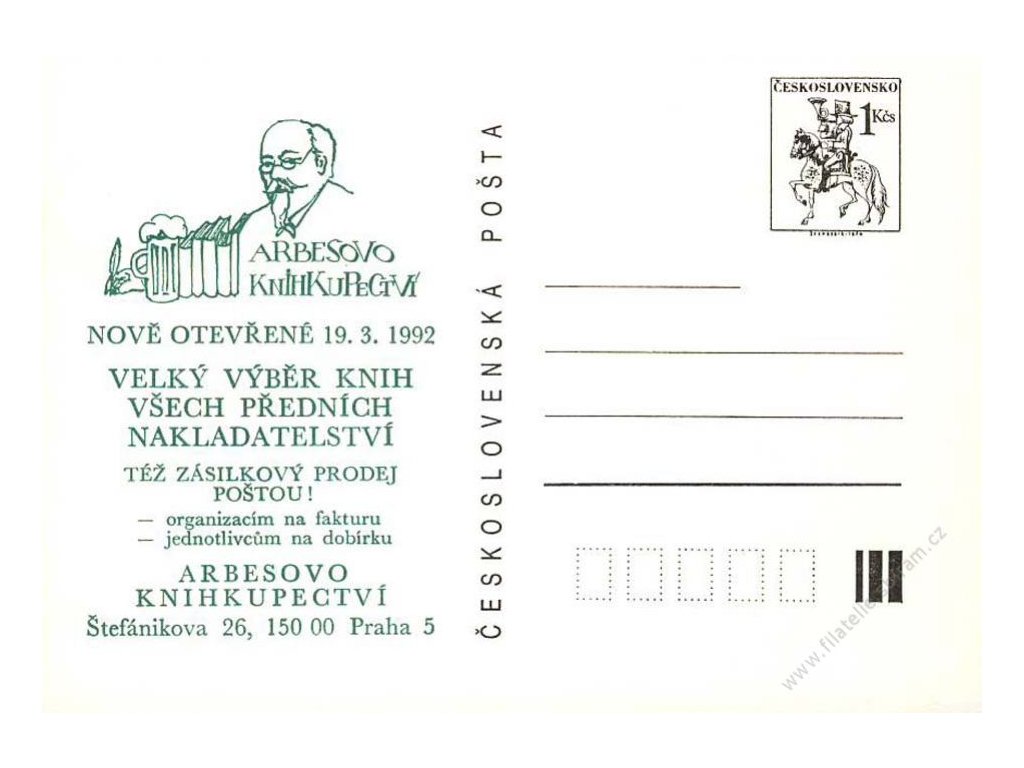 ARBESOVO
KNIHKUPECTVÍ
NOVĚ OTEVŘENÉ 19. 3. 1992
VELKÝ VÝBĚR KNIH
VŠECH PŘEDNÍCH
NAKLADATELSTVÍ
TÉŽ ZÁSILKOVÝ PRODEJ
POŠTOU!
— organizacím na fakturu
— jednotlivcům na dobírku
ARBESOVO
KNIHKUPECTVÍ
Štefánikova 26, 150 00 Praha 5
ČESKOSLOVENSKÁ POŠTA
ČESKOSLOVENSKO
1 Kčs